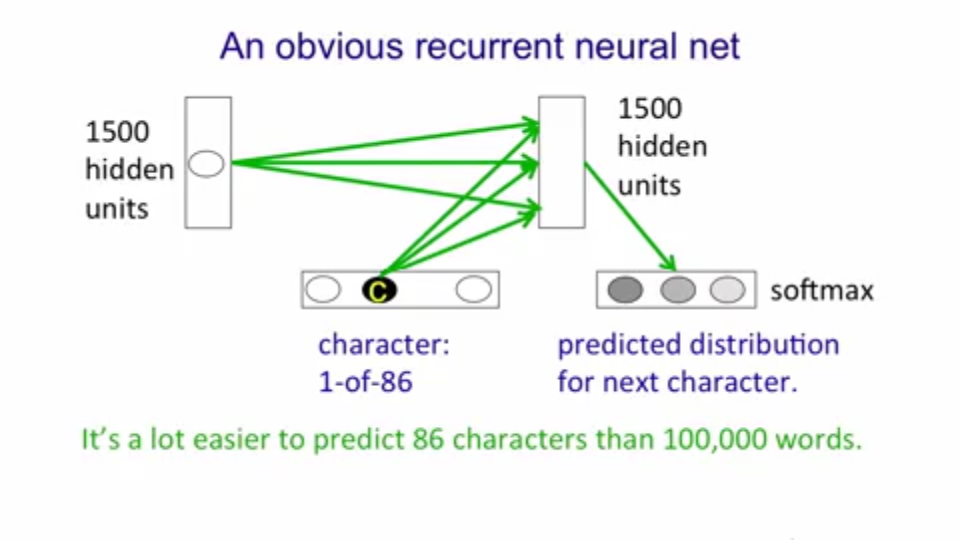 An obvious recurrent neural net
1500
hidden
units
1500
hidden
units
C
softmax
character:
1-of-86
predicted distribution
for next character.
It's a lot easier to predict 86 characters than 100,000 words.